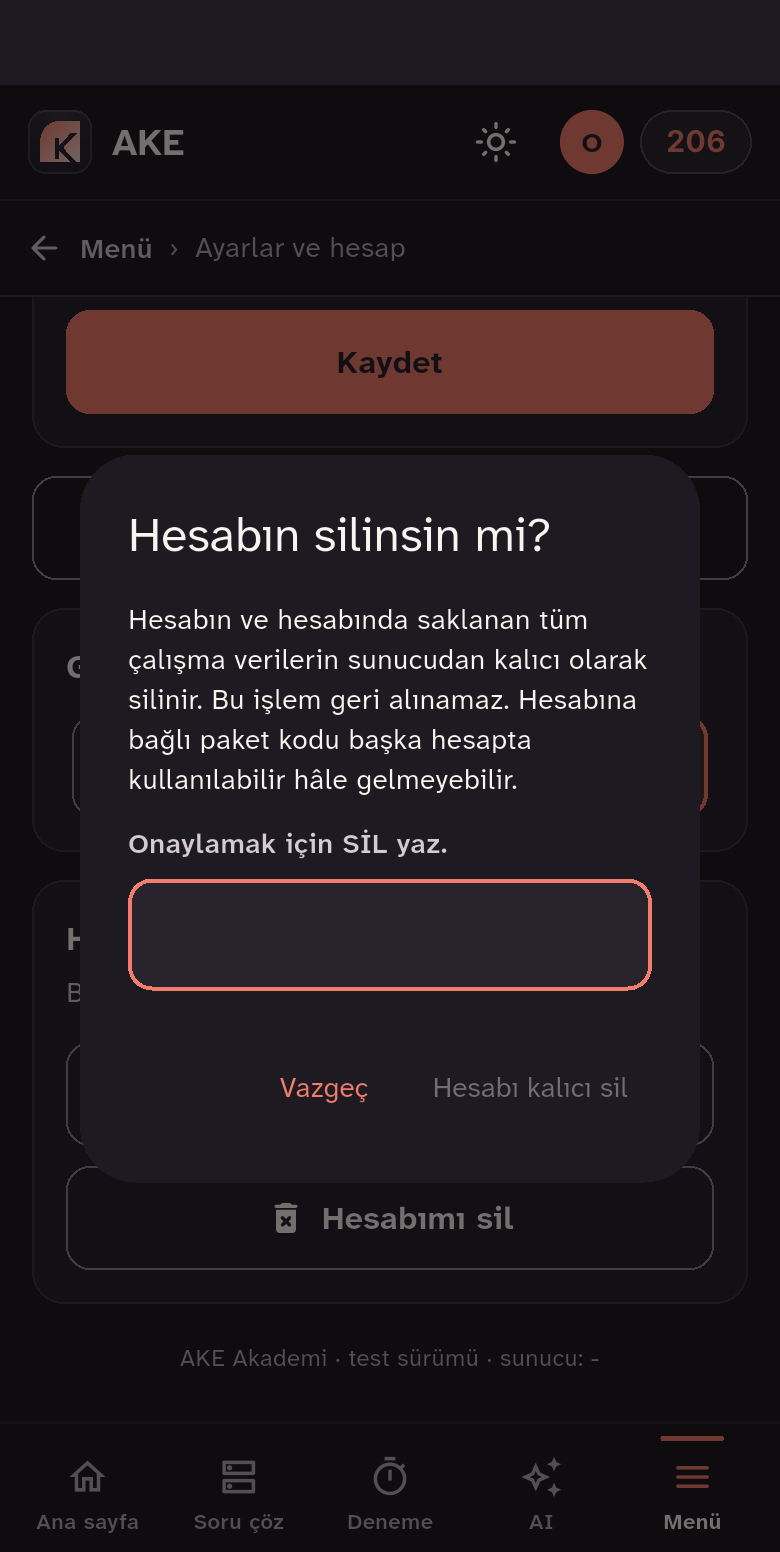 AKE
O
206
Menü › Ayarlar ve hesap
Kaydet
Hesabın silinsin mi?
Hesabın ve hesabında saklanan tüm
çalışma verilerin sunucudan kalıcı olarak
silinir. Bu işlem geri alınamaz. Hesabına
bağlı paket kodu başka hesapta
kullanılabilir hâle gelmeyebilir.
Onaylamak için SİL yaz.
Vazgeç
Hesabı kalıcı sil
Hesabımı sil
AKE Akademi · test sürümü · sunucu: -
Ana sayfa
Soru çöz
Deneme
AI
Menü